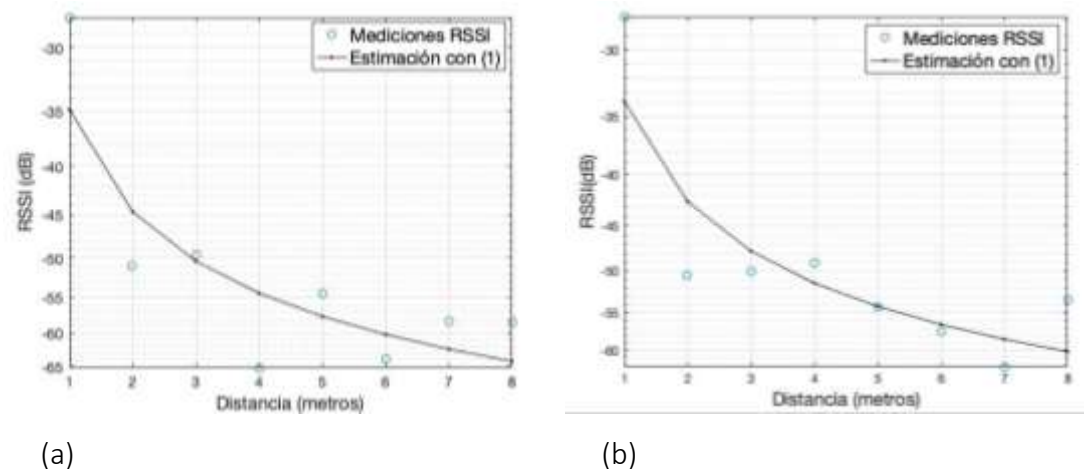 Mediciones RSSI
Estimación con (1)
RSSI (dB)
-30
-35
-40
-45
-50
-55
-60
-65
1 2 3 4 5 6 7 8
Distancia (metros)
(a)
Mediciones RSSI
Estimación con (1)
RSSI(dB)
-30
-35
-40
-45
-50
-55
-60
1 2 3 4 5 6 7 8
Distancia (metros)
(b)